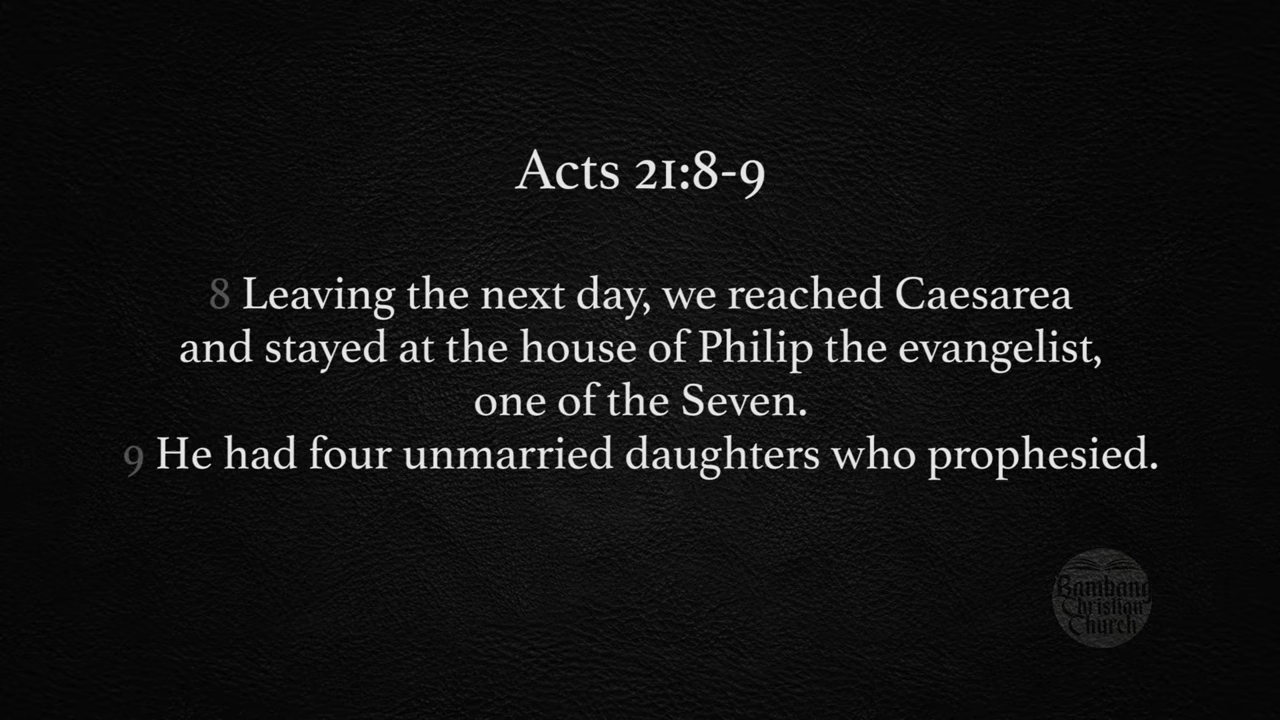 Acts 21:8-9
8 Leaving the next day, we reached Caesarea
and stayed at the house of Philip the evangelist,
one of the Seven.
9 He had four unmarried daughters who prophesied.
Bambang
Christian
Church